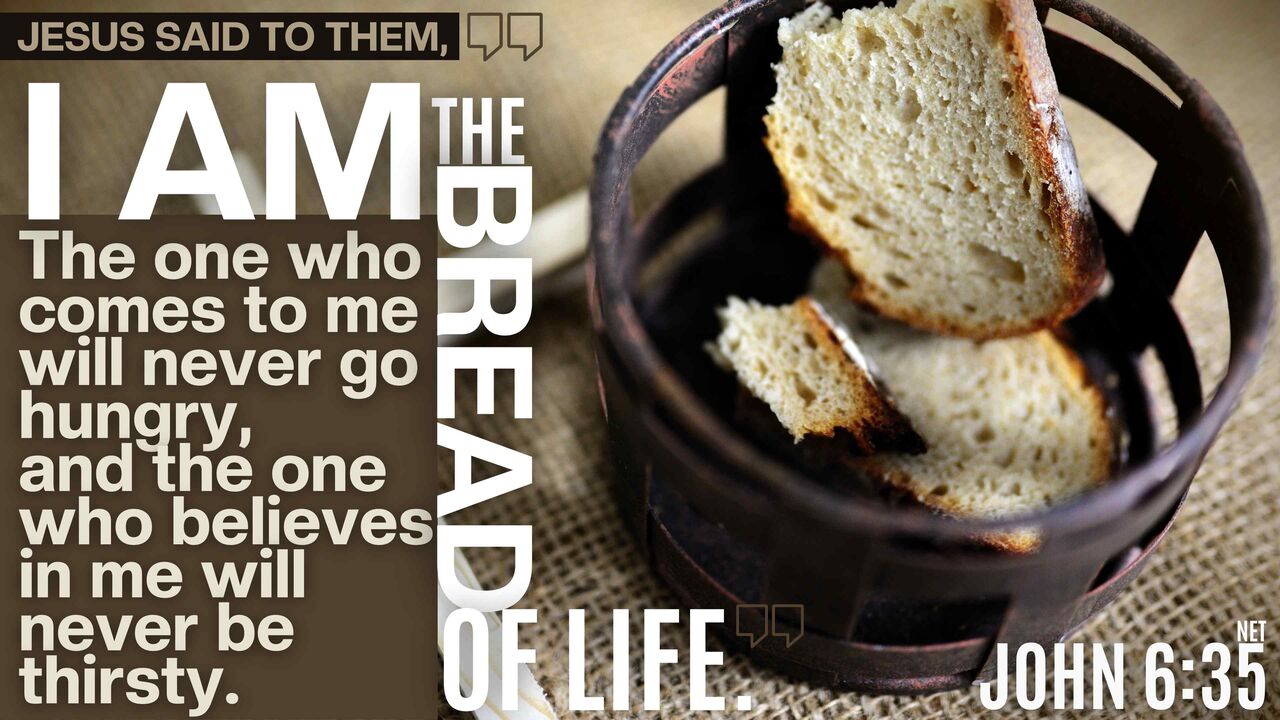 JESUS SAID TO THEM,
I AM
THE
BREAD
OF LIFE.
The one who
comes to me
will never go
hungry,
and the one
who believes
in me will
never be
thirsty.
NET
JOHN 6:35